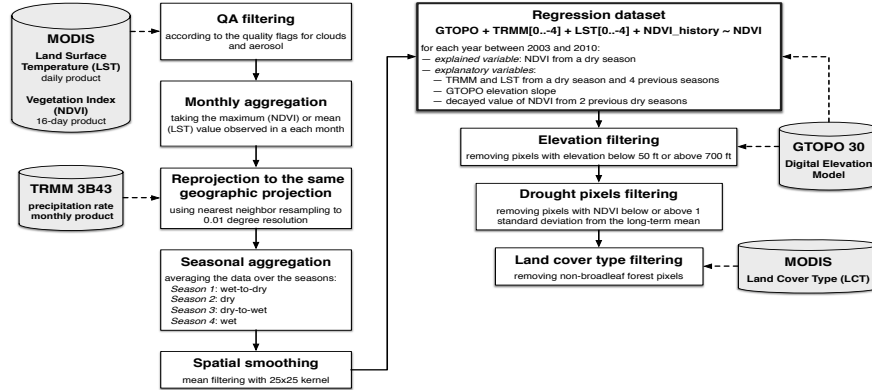 MODIS
Land Surface
Temperature (LST)
daily product
Vegetation Index
(NDVI)
16-day product
QA filtering
according to the quality flags for clouds
and aerosol
Monthly aggregation
taking the maximum (NDVI) or mean
(LST) value observed in a each month
TRMM 3B43
precipitation rate
monthly product
Reprojection to the same
geographic projection
using nearest neighbor resampling to
0.01 degree resolution
Seasonal aggregation
averaging the data over the seasons:
Season 1: wet-to-dry
Season 2: dry
Season 3: dry-to-wet
Season 4: wet
Spatial smoothing
mean filtering with 25x25 kernel
Regression dataset
GTOPO + TRMM[0..-4] + LST[0..-4] + NDVI_history ~ NDVI
for each year between 2003 and 2010:
— explained variable: NDVI from a dry season
— explanatory variables:
— TRMM and LST from a dry season and 4 previous seasons
— GTOPO elevation slope
— decayed value of NDVI from 2 previous dry seasons
Elevation filtering
removing pixels with elevation below 50 ft or above 700 ft
GTOPO 30
Digital Elevation
Model
Drought pixels filtering
removing pixels with NDVI below or above 1
standard deviation from the long-term mean
Land cover type filtering
removing non-broadleaf forest pixels
MODIS
Land Cover Type (LCT)